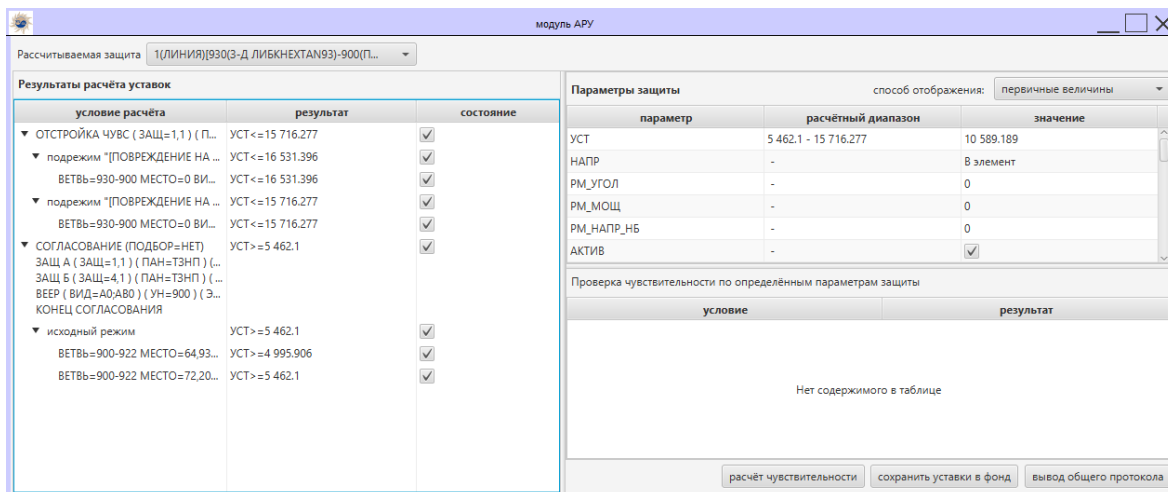 модуль АРУ
Рассчитываемая защита 1(ЛИНИЯ)[930(3-Д ЛИБКНЕХТАN93)-900(П...
Результаты расчёта уставок
условие расчёта результат состояние
ОТСТРОЙКА ЧУВС ( ЗАЩ=1,1 ) ( П... УСТ<=15 716.277
подрежим "[ПОВРЕЖДЕНИЕ НА ... УСТ<=16 531.396
ВЕТВЬ=930-900 МЕСТО=0 ВИ... УСТ<=16 531.396
подрежим "[ПОВРЕЖДЕНИЕ НА ... УСТ<=15 716.277
ВЕТВЬ=930-900 МЕСТО=0 ВИ... УСТ<=15 716.277
СОГЛАСОВАНИЕ (ПОДБОР=НЕТ) УСТ>=5 462.1
ЗАЩ А ( ЗАЩ=1,1 ) ( ПАН=ТЗНП ) (...
ЗАЩ Б ( ЗАЩ=4,1 ) ( ПАН=ТЗНП ) ( ...
ВЕЕР ( ВИД=А0;АВ0 ) ( УН=900 ) ( Э...
КОНЕЦ СОГЛАСОВАНИЯ
исходный режим УСТ>=5 462.1
ВЕТВЬ=900-922 МЕСТО=64,93... УСТ>=4 995.906
ВЕТВЬ=900-922 МЕСТО=72,20... УСТ>=5 462.1
Параметры защиты способ отображения: первичные величины
параметр расчётный диапазон значение
УСТ 5 462.1 - 15 716.277 10 589.189
НАПР - В элемент
РМ_УГОЛ - 0
РМ_МОЩ - 0
РМ_НАПР_НБ - 0
АКТИВ -
Проверка чувствительности по определённым параметрам защиты
условие результат
Нет содержимого в таблице
расчёт чувствительности сохранить уставки в фонд вывод общего протокола